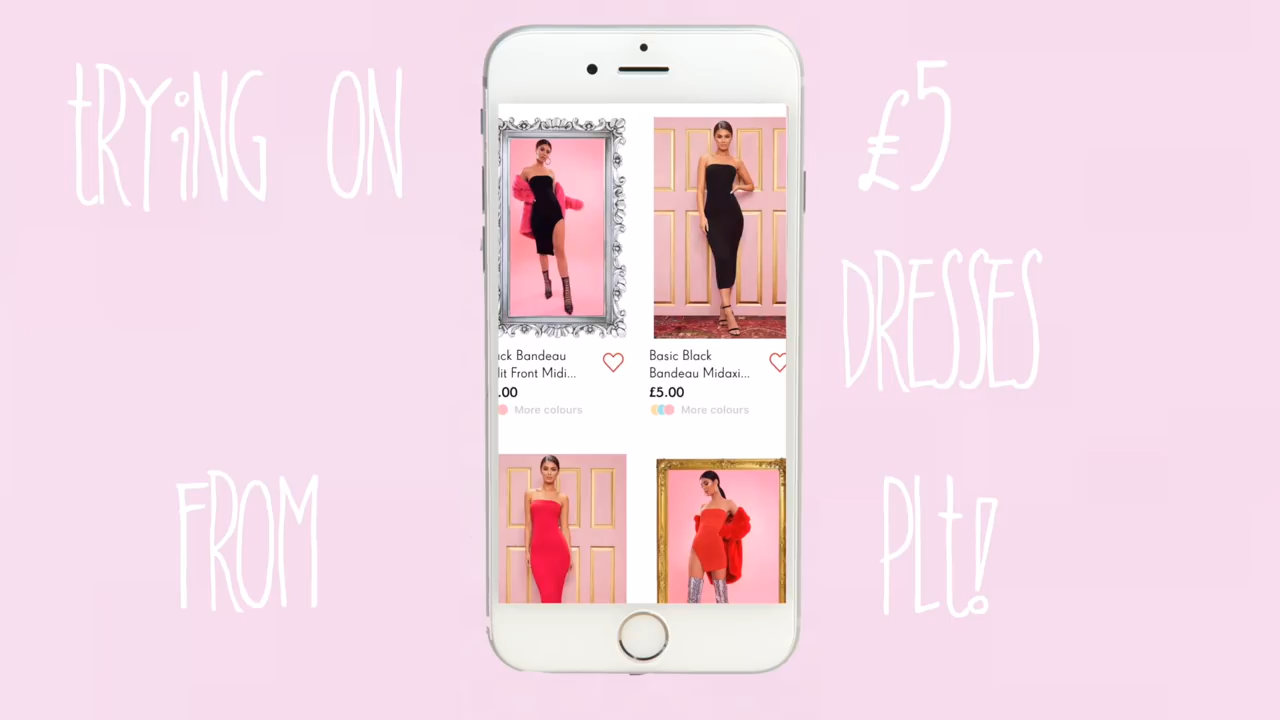 TRYiNG ON
£5
DRESSES
FROM
PLt!
ck Bandeau
lit Front Midi...
.00
More colours
Basic Black
Bandeau Midaxi...
£5.00
More colours